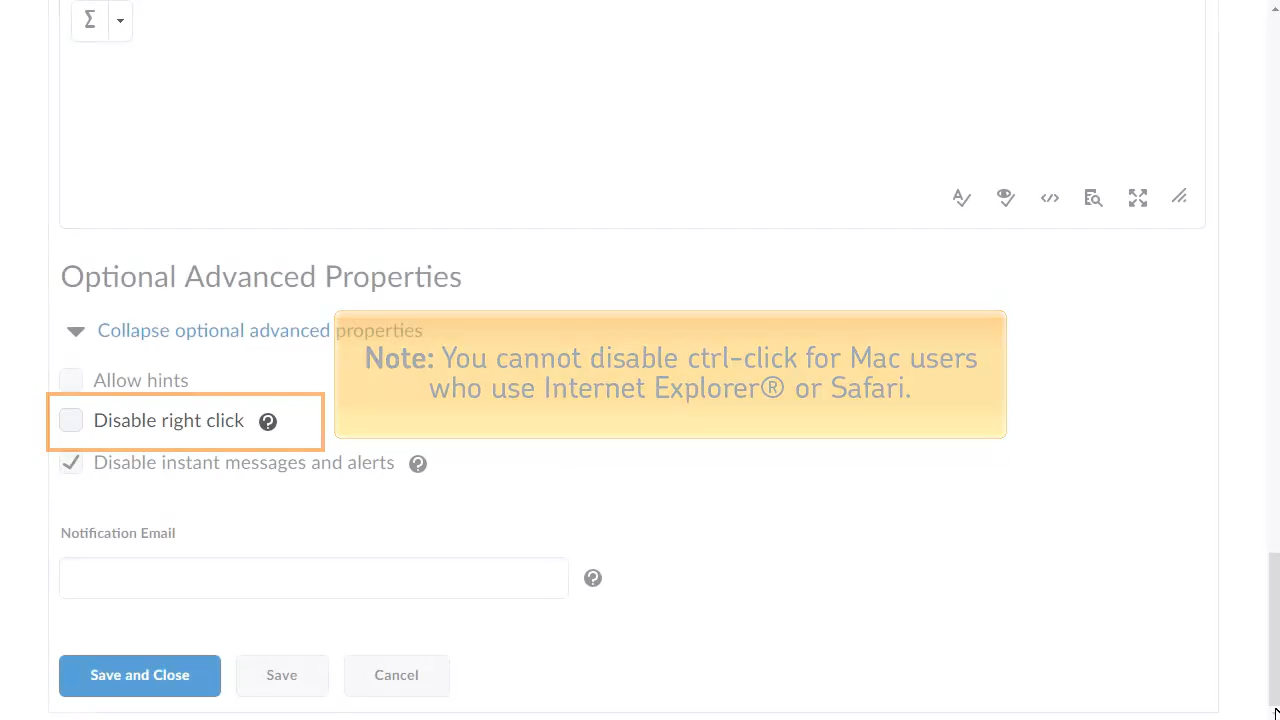 Σ
Optional Advanced Properties
Collapse optional advanced properties
Note: You cannot disable ctrl-click for Mac users
who use Internet Explorer® or Safari.
Allow hints
Disable right click
Disable instant messages and alerts
Notification Email
Save and Close
Save
Cancel